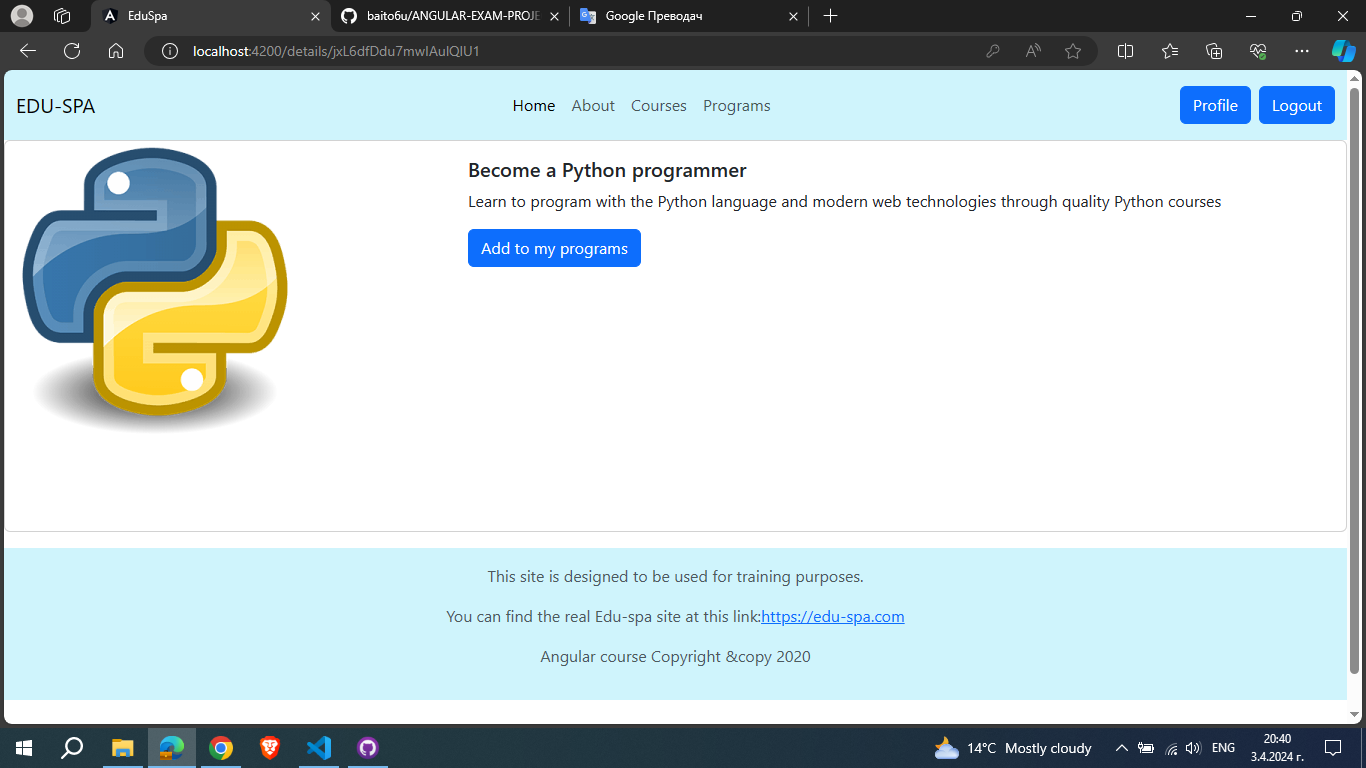 EduSpa
baito6u/ANGULAR-EXAM-PROJE
Google Преводач
localhost:4200/details/jxL6dfDdu7mwlAulQlU1
EDU-SPA
Home About Courses Programs
Profile Logout
Become a Python programmer
Learn to program with the Python language and modern web technologies through quality Python courses
Add to my programs
This site is designed to be used for training purposes.
You can find the real Edu-spa site at this link:https://edu-spa.com
Angular course Copyright &copy 2020
14°C Mostly cloudy
ENG
20:40
3.4.2024 г.